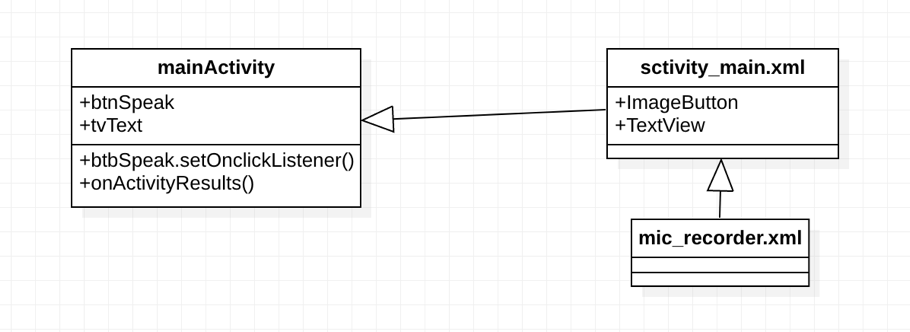 mainActivity
+btnSpeak
+tvText
+btbSpeak.setOnclickListener()
+onActivityResults()
sctivity_main.xml
+ImageButton
+TextView
mic_recorder.xml